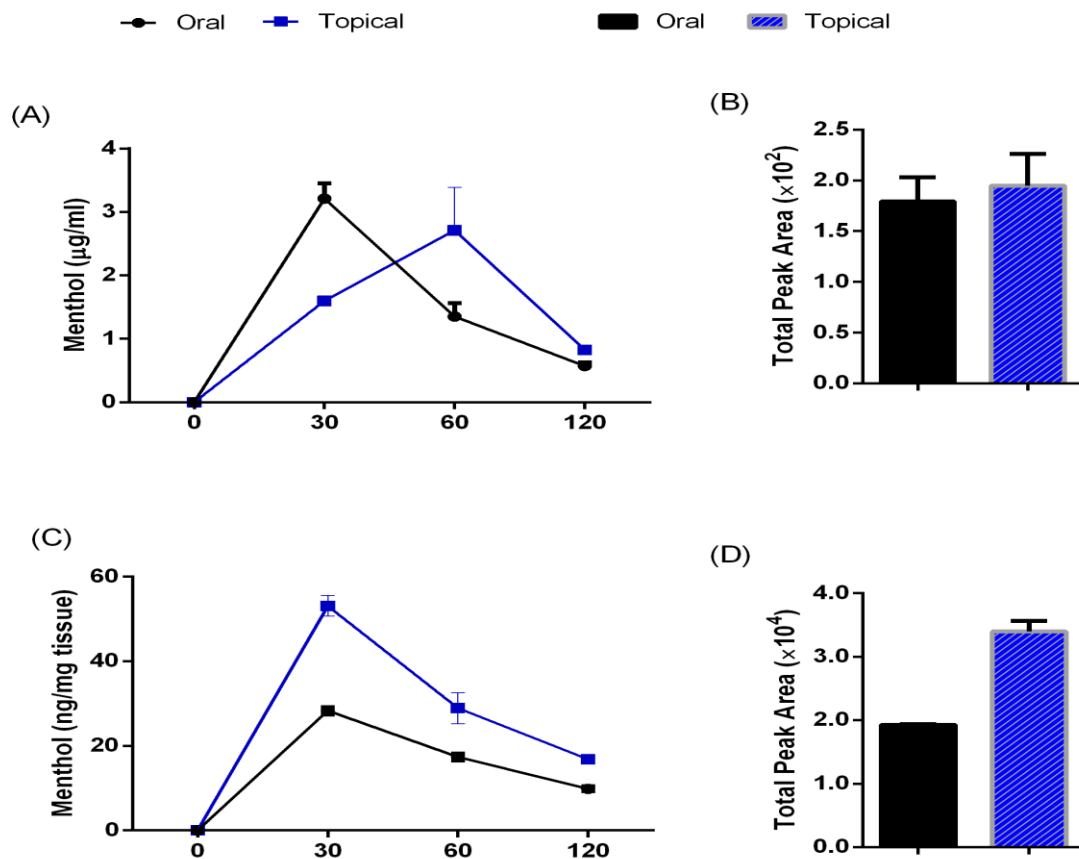 Oral Topical Oral Topical
(A)
Menthol (μg/ml)
4
3
2
1
0
0 30 60 120
(B)
Total Peak Area (×10²)
2.5
2.0
1.5
1.0
0.5
0.0
(C)
Menthol (ng/mg tissue)
60
40
20
0
0 30 60 120
(D)
Total Peak Area (×10⁴)
4.0
3.0
2.0
1.0
0.0